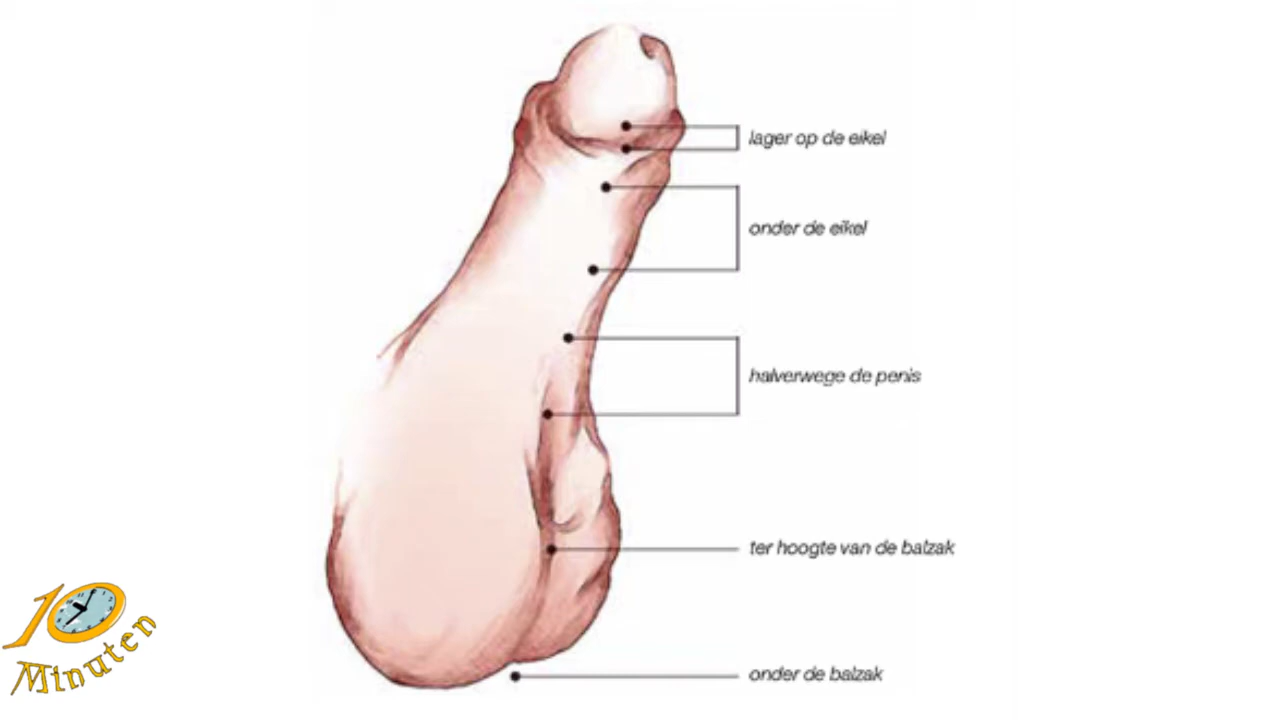 lager op de eikel
onder de eikel
halverwege de penis
ter hoogte van de balzak
onder de balzak
10
Minuten